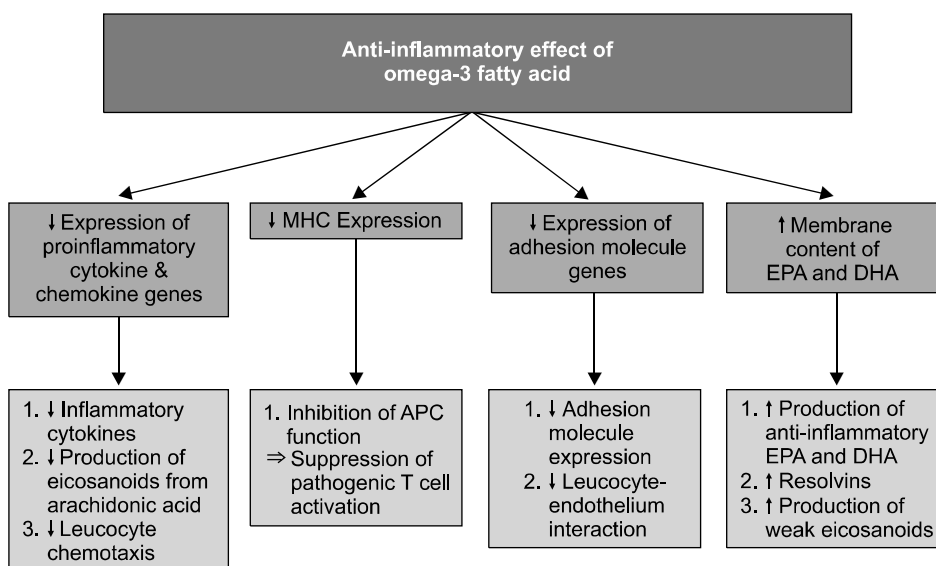 Anti-inflammatory effect of
omega-3 fatty acid
↓ Expression of
proinflammatory
cytokine &
chemokine genes
↓ MHC Expression
↓ Expression of
adhesion molecule
genes
↑ Membrane
content of
EPA and DHA
1. ↓ Inflammatory
cytokines
2. ↓ Production of
eicosanoids from
arachidonic acid
3. ↓ Leucocyte
chemotaxis
1. Inhibition of APC
function
⇒ Suppression of
pathogenic T cell
activation
1. ↓ Adhesion
molecule
expression
2. ↓ Leucocyte-
endothelium
interaction
1. ↑ Production of
anti-inflammatory
EPA and DHA
2. ↑ Resolvins
3. ↑ Production of
weak eicosanoids